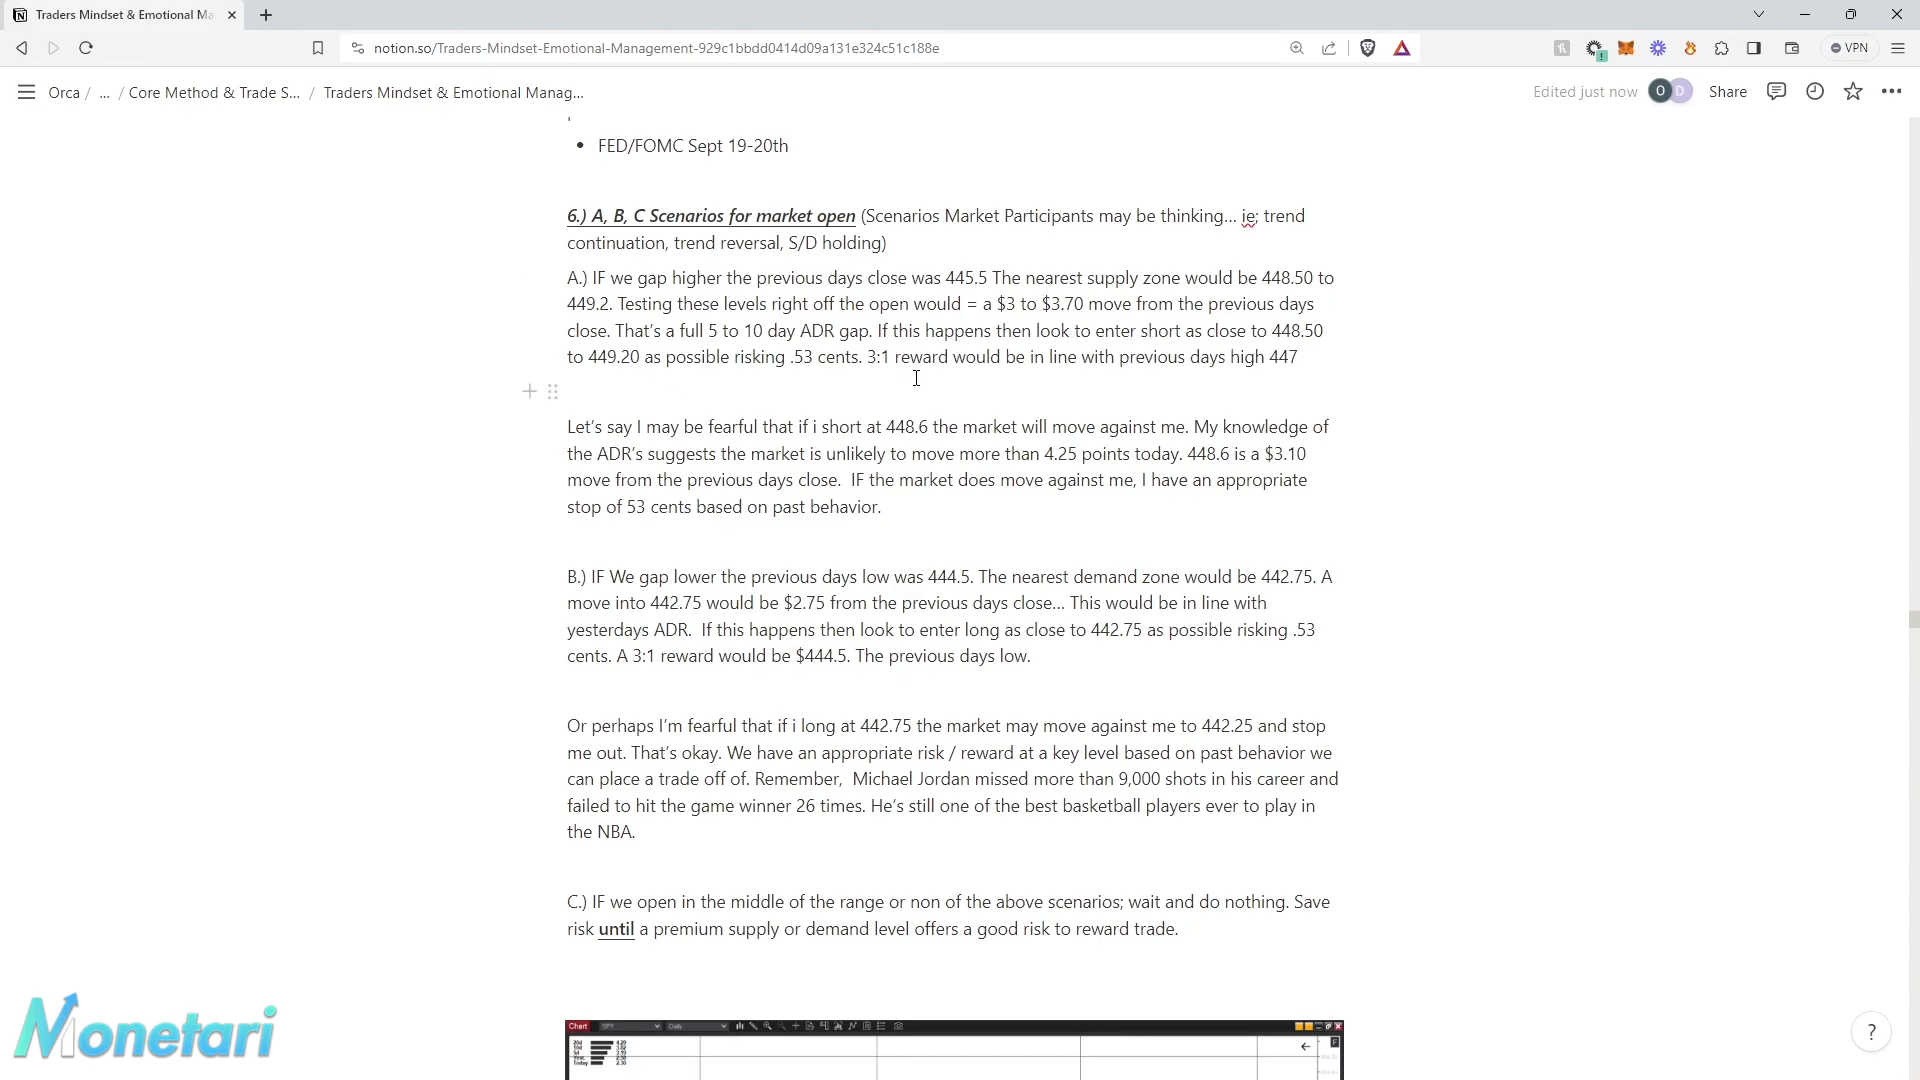 Traders Mindset & Emotional Ma
notion.so/Traders-Mindset-Emotional-Management-929c1bbdd0414d09a131e324c51c188e
VPN
Orca / ... / Core Method & Trade S... / Traders Mindset & Emotional Manag...
Edited just now O D Share
• FED/FOMC Sept 19-20th
6.) A, B, C Scenarios for market open (Scenarios Market Participants may be thinking... ie; trend
continuation, trend reversal, S/D holding)
A.) IF we gap higher the previous days close was 445.5 The nearest supply zone would be 448.50 to
449.2. Testing these levels right off the open would = a $3 to $3.70 move from the previous days
close. That's a full 5 to 10 day ADR gap. If this happens then look to enter short as close to 448.50
to 449.20 as possible risking .53 cents. 3:1 reward would be in line with previous days high 447
Let's say I may be fearful that if i short at 448.6 the market will move against me. My knowledge of
the ADR's suggests the market is unlikely to move more than 4.25 points today. 448.6 is a $3.10
move from the previous days close. IF the market does move against me, I have an appropriate
stop of 53 cents based on past behavior.
B.) IF We gap lower the previous days low was 444.5. The nearest demand zone would be 442.75. A
move into 442.75 would be $2.75 from the previous days close... This would be in line with
yesterdays ADR. If this happens then look to enter long as close to 442.75 as possible risking .53
cents. A 3:1 reward would be $444.5. The previous days low.
Or perhaps I'm fearful that if i long at 442.75 the market may move against me to 442.25 and stop
me out. That's okay. We have an appropriate risk / reward at a key level based on past behavior we
can place a trade off of. Remember, Michael Jordan missed more than 9,000 shots in his career and
failed to hit the game winner 26 times. He's still one of the best basketball players ever to play in
the NBA.
C.) IF we open in the middle of the range or non of the above scenarios; wait and do nothing. Save
risk until a premium supply or demand level offers a good risk to reward trade.
Monetari
Chart SPY Daily
?